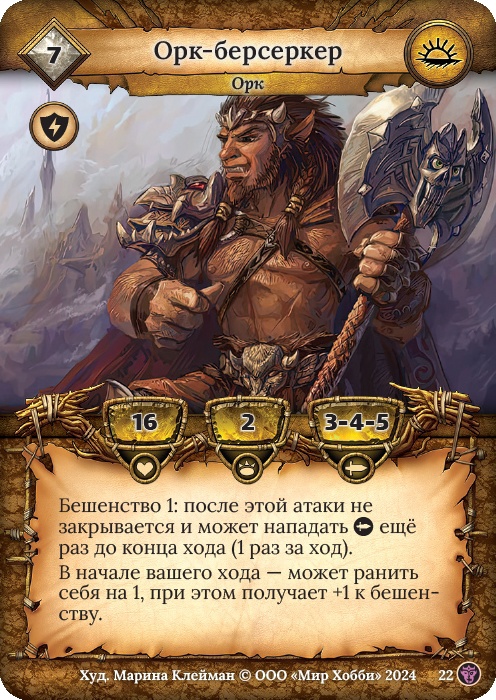 7
Орк-берсеркер
Орк
16
2
3-4-5
Бешенство 1: после этой атаки не
закрывается и может нападать ещё
раз до конца хода (1 раз за ход).
В начале вашего хода — может ранить
себя на 1, при этом получает +1 к бешен-
ству.
Худ. Марина Клейман © ООО «Мир Хобби» 2024 22